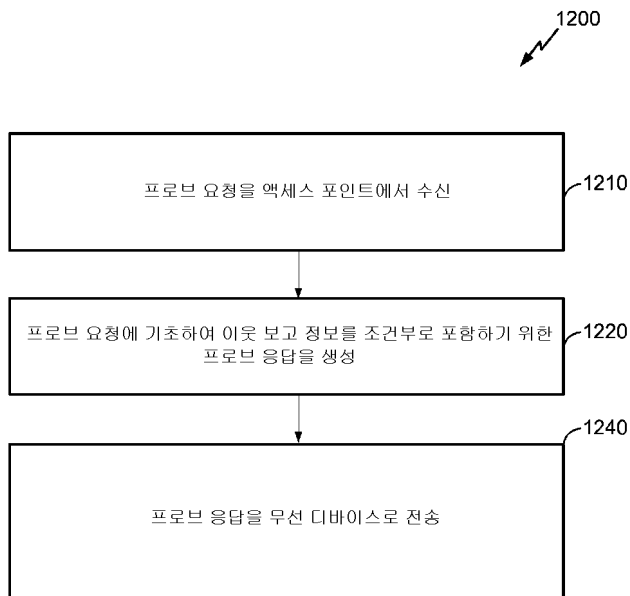 1200
프로브 요청을 액세스 포인트에서 수신
1210
프로브 요청에 기초하여 이웃 보고 정보를 조건부로 포함하기 위한
프로브 응답을 생성
1220
1240
프로브 응답을 무선 디바이스로 전송